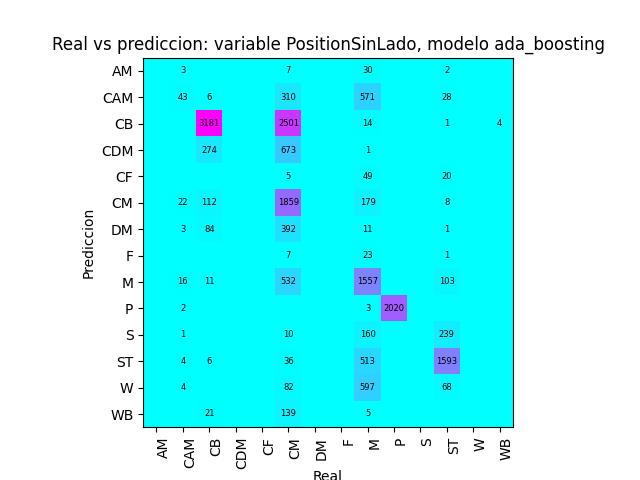 Real vs prediccion: variable PositionSinLado, modelo ada_boosting
AM 3 7 30 2
CAM 43 6 310 571 28
CB 3181 2501 14 1 4
CDM 274 673 1
CF 5 49 20
CM 22 112 1859 179 8
DM 3 84 392 11 1
F 7 23 1
M 16 11 532 1557 103
P 2 3 2020
S 1 10 160 239
ST 4 6 36 513 1593
W 4 82 597 68
WB 21 139 5
Prediccion
AM CAM CB CDM CF CM DM F M P S ST W WB
Real